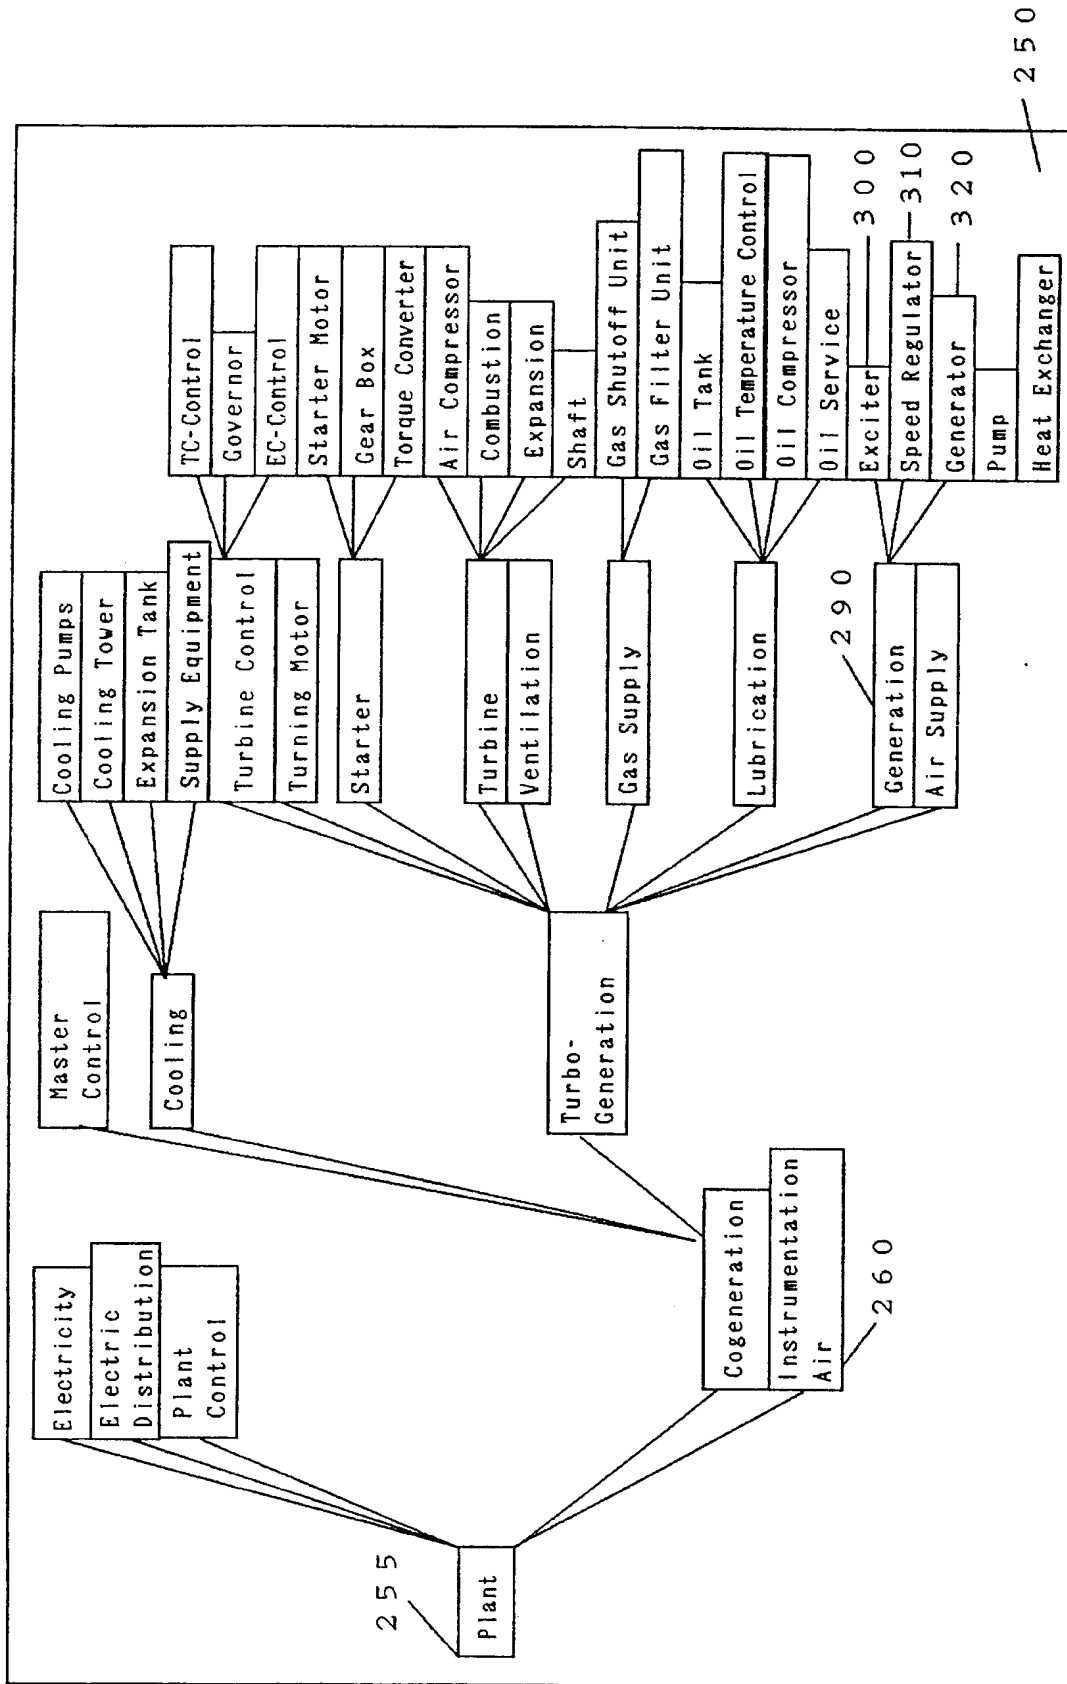 Plant
255
Electricity
Electric
Distribution
Plant
Control
Cogeneration
Instrumentation
Air
260
Master
Control
Cooling
Turbo-
Generation
Cooling Pumps
Cooling Tower
Expansion Tank
Supply Equipment
Turbine Control
Turning Motor
Starter
Turbine
Ventilation
Gas Supply
Lubrication
Generation
Air Supply
290
TC-Control
Governor
EC-Control
Starter Motor
Gear Box
Torque Converter
Air Compressor
Combustion
Expansion
Shaft
Gas Shutoff Unit
Gas Filter Unit
Oil Tank
Oil Temperature Control
Oil Compressor
Oil Service
Exciter
300
Speed Regulator
310
Generator
320
Pump
Heat Exchanger
250